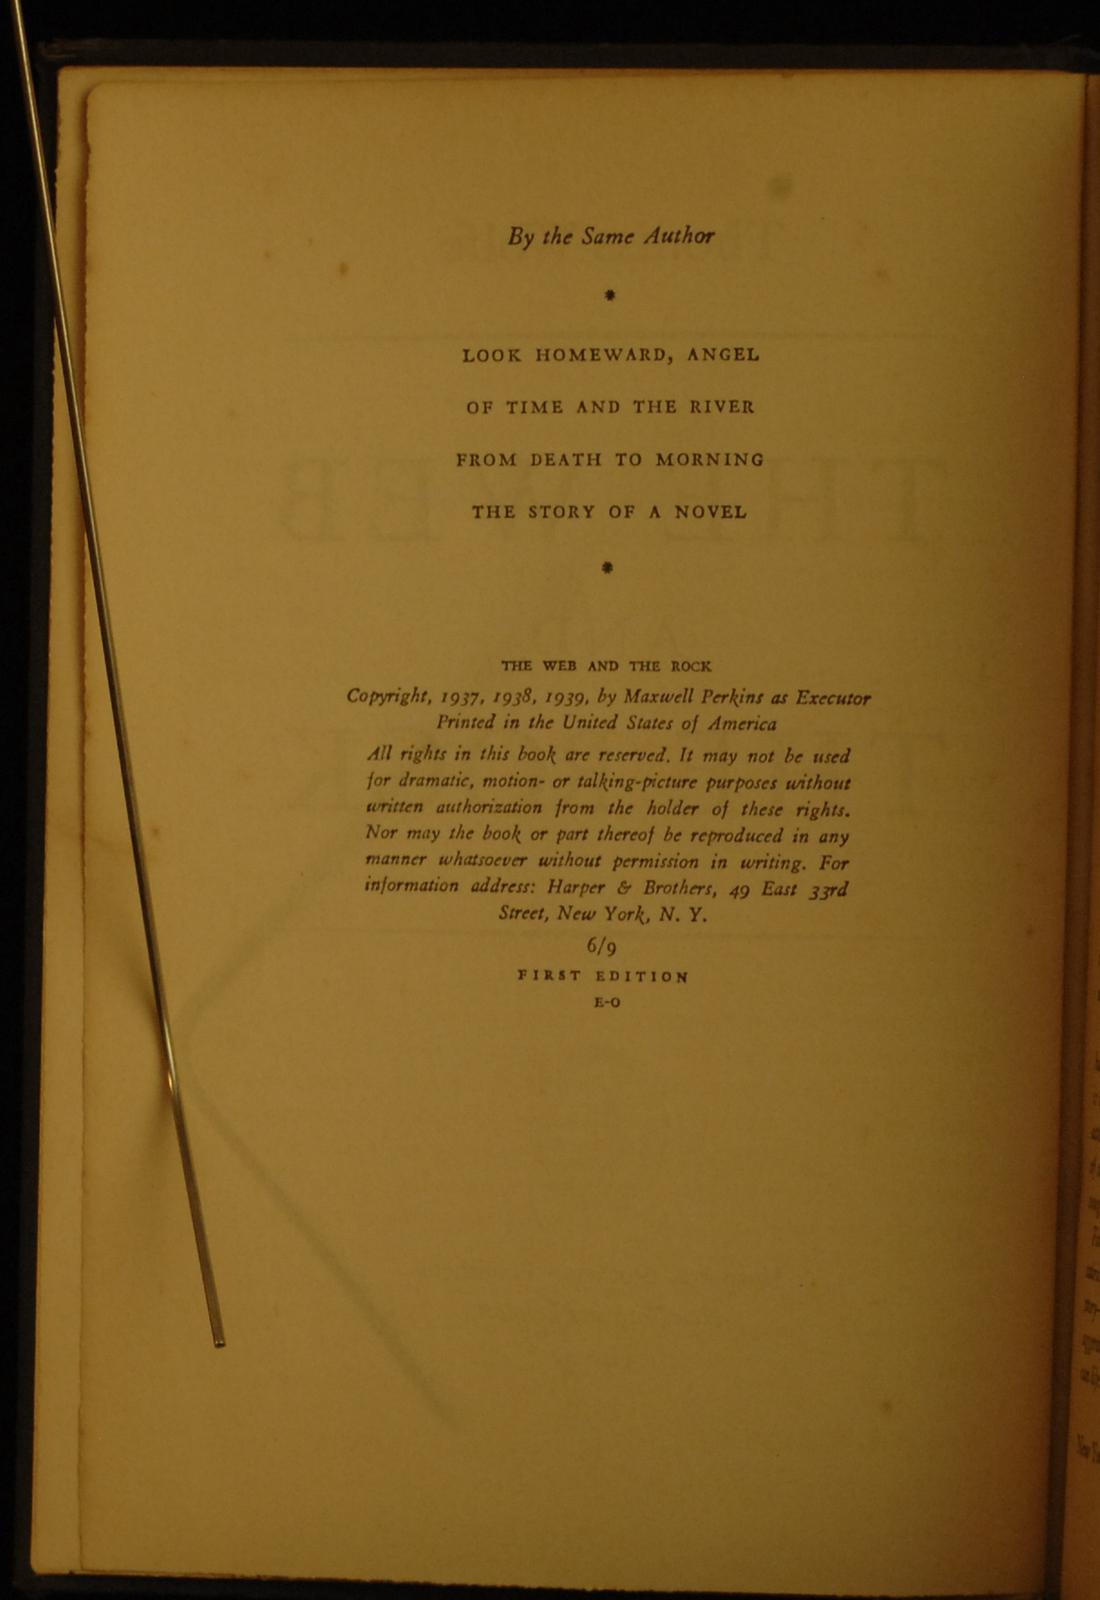 By the Same Author
*
LOOK HOMEWARD, ANGEL
OF TIME AND THE RIVER
FROM DEATH TO MORNING
THE STORY OF A NOVEL
*
THE WEB AND THE ROCK
Copyright, 1937, 1938, 1939, by Maxwell Perkins as Executor
Printed in the United States of America
All rights in this book are reserved. It may not be used
for dramatic, motion- or talking-picture purposes without
written authorization from the holder of these rights.
Nor may the book or part thereof be reproduced in any
manner whatsoever without permission in writing. For
information address: Harper & Brothers, 49 East 33rd
Street, New York, N. Y.
6/9
FIRST EDITION
E-O